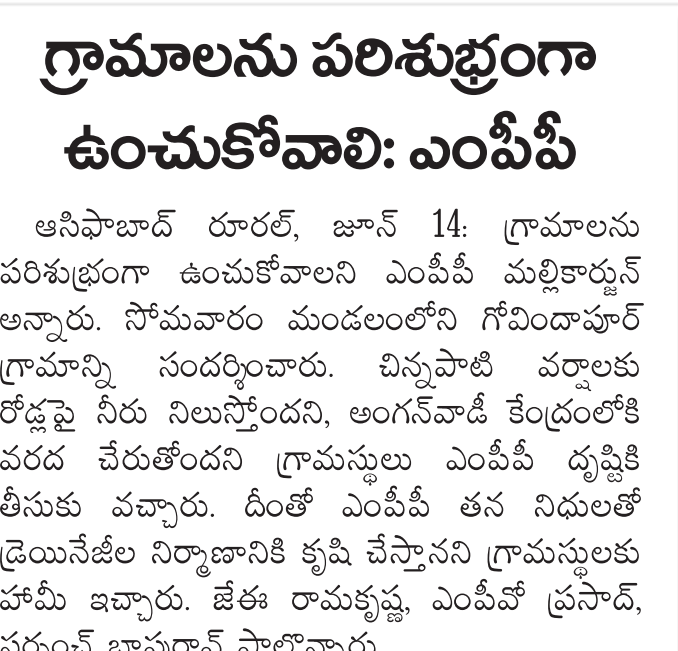 గ్రామాలను పరిశుభ్రంగా
ఉంచుకోవాలి: ఎంపీపీ
ఆసిఫాబాద్ రూరల్, జూన్ 14: గ్రామాలను
పరిశుభ్రంగా ఉంచుకోవాలని ఎంపీపీ మల్లికార్జున్
అన్నారు. సోమవారం మండలంలోని గోవిందాపూర్
గ్రామాన్ని సందర్శించారు. చిన్నపాటి వర్షాలకు
రోడ్లపై నీరు నిలుస్తోందని, అంగన్‌వాడీ కేంద్రంలోకి
వరద చేరుతోందని గ్రామస్థులు ఎంపీపీ దృష్టికి
తీసుకు వచ్చారు. దీంతో ఎంపీపీ తన నిధులతో
డ్రెయినేజీల నిర్మాణానికి కృషి చేస్తానని గ్రామస్థులకు
హామీ ఇచ్చారు. జేఈ రామకృష్ణ, ఎంపీవో ప్రసాద్,
సర్పంచ్ బాపురావ్ పాల్గొన్నారు.